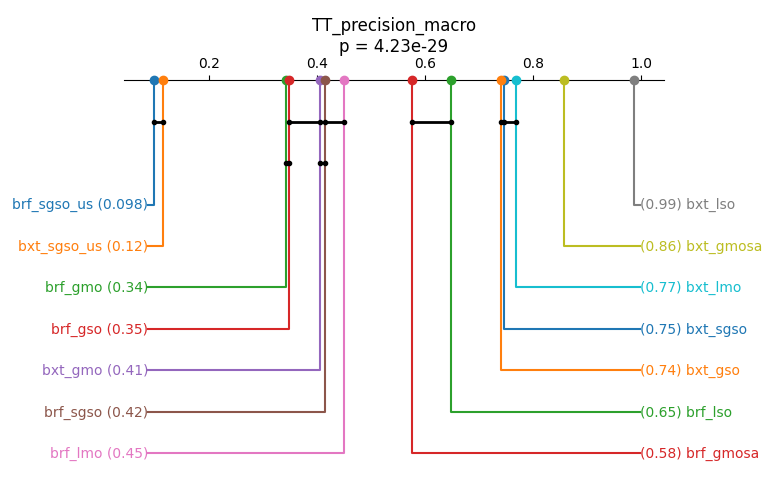 TT_precision_macro
p = 4.23e-29
0.2 0.4 0.6 0.8 1.0
brf_sgso_us (0.098) (0.99) bxt_lso
bxt_sgso_us (0.12) (0.86) bxt_gmosa
brf_gmo (0.34) (0.77) bxt_lmo
brf_gso (0.35) (0.75) bxt_sgso
bxt_gmo (0.41) (0.74) bxt_gso
brf_sgso (0.42) (0.65) brf_lso
brf_lmo (0.45) (0.58) brf_gmosa